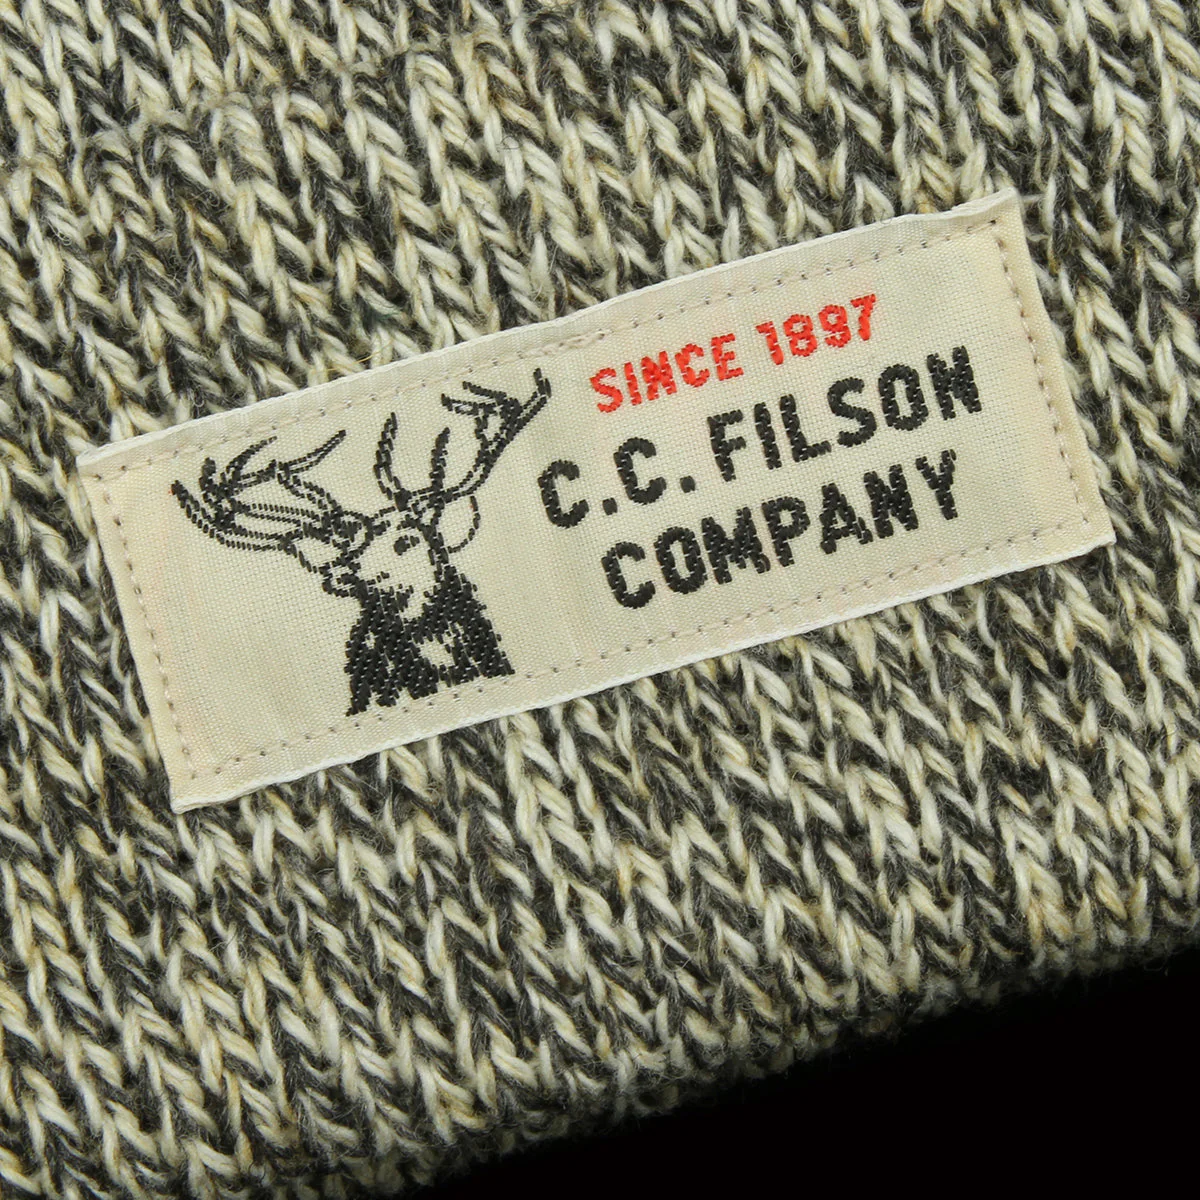 SINCE 1897
C.C. FILSON
COMPANY